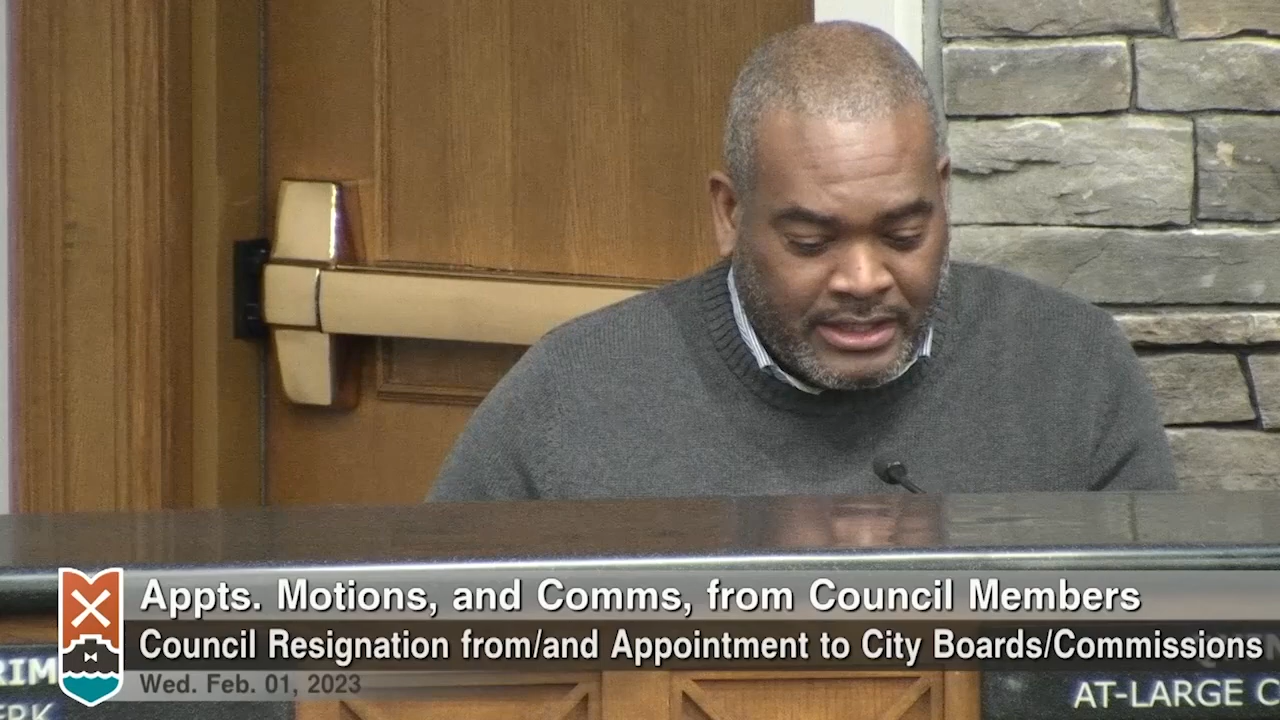 Appts. Motions, and Comms, from Council Members
Council Resignation from/and Appointment to City Boards/Commissions
Wed. Feb. 01, 2023
AT-LARGE C